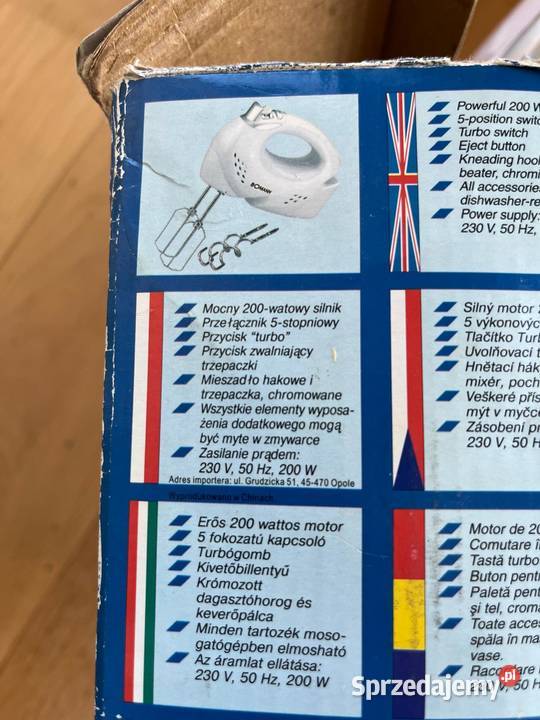 BOMANN
Powerful 200 W
5-position switc
Turbo switch
Eject button
Kneading hook
beater, chromi
All accessories
dishwasher-re
Power supply:
230 V, 50 Hz,
Mocny 200-watowy silnik
Przełącznik 5-stopniowy
Przycisk "turbo"
Przycisk zwalniający
trzepaczki
Mieszadło hakowe i
trzepaczka, chromowane
Wszystkie elementy wyposa-
żenia dodatkowego mogą
być myte w zmywarce
Zasilanie prądem:
230 V, 50 Hz, 200 W
Adres importera: ul. Grudzicka 51, 45-470 Opole
Wyprodukowano w Chinach
Silný motor 2
5 výkonovýc
Tlačítko Turb
Uvolňovací t
Hnětací hák
mixér, poch
Veškeré přís
mýt v myčce
Zásobení pr
230 V, 50 H
Erős 200 wattos motor
5 fokozatú kapcsoló
Turbógomb
Kivetőbillentyű
Krómozott
dagasztóhorog és
keverőpálca
Minden tartozék moso-
gatógépben elmosható
Az áramlat ellátása:
230 V, 50 Hz, 200 W
Motor de 20
Comutare în
Tastă turbo
Buton pentr
Paletă pent
şi tel, croma
Toate acces
spăla în ma
vase.
Sprzedajemy.pl